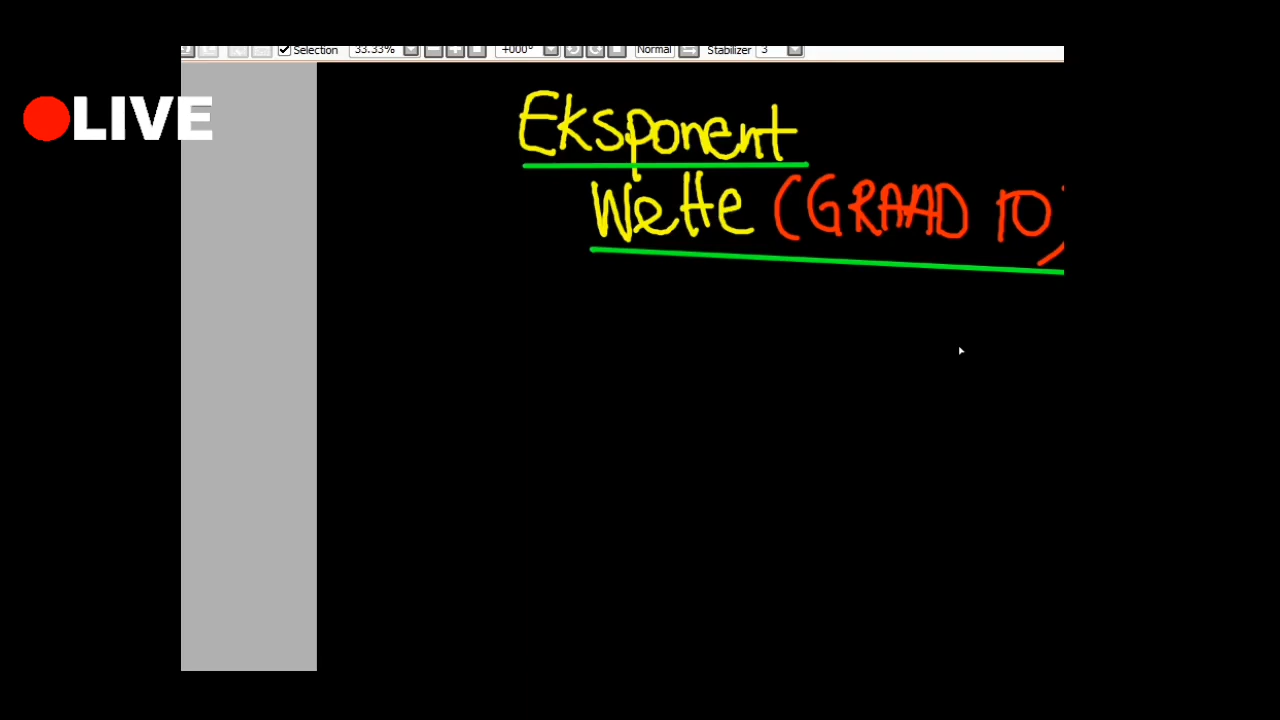 Selection 33.33% +000° Normal Stabilizer 3
LIVE
Eksponent
Wette (GRAAD 10)